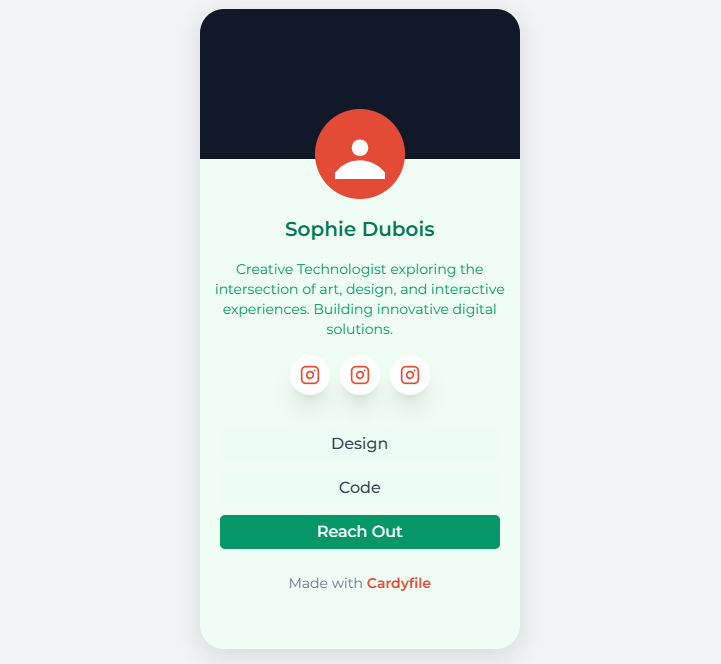 Sophie Dubois
Creative Technologist exploring the
intersection of art, design, and interactive
experiences. Building innovative digital
solutions.
Design
Code
Reach Out
Made with Cardyfile